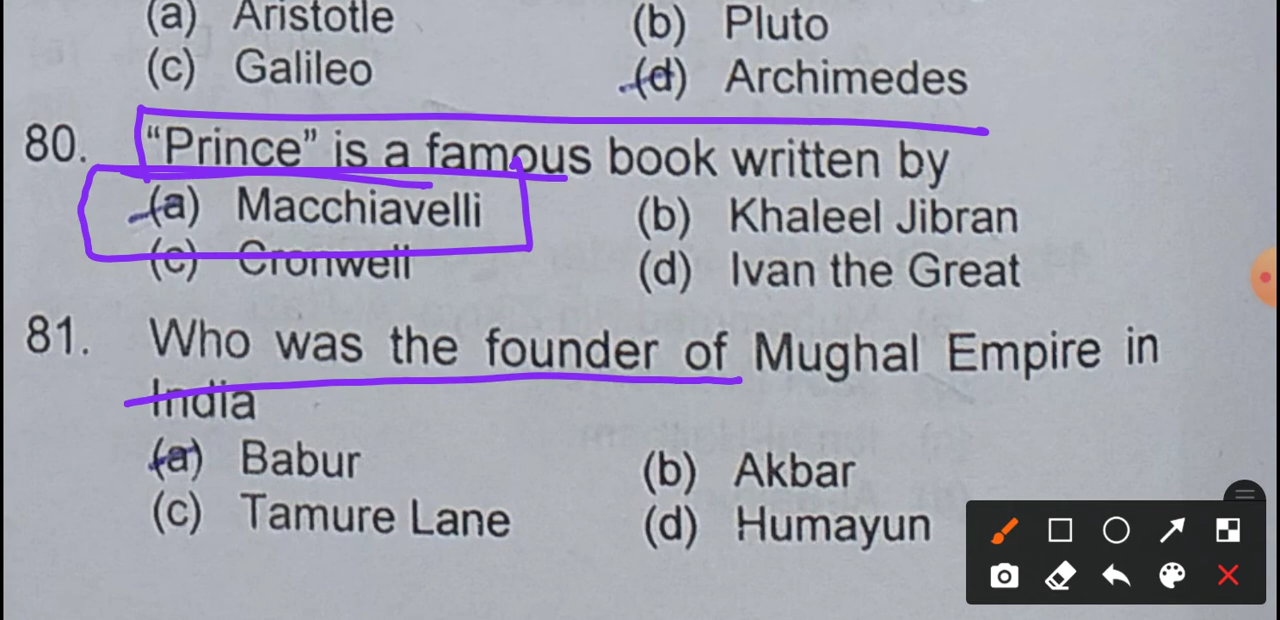 (a) Aristotle (b) Pluto
(c) Galileo (d) Archimedes
80. “Prince” is a famous book written by
(a) Macchiavelli (b) Khaleel Jibran
(c) Cronwell (d) Ivan the Great
81. Who was the founder of Mughal Empire in
India
(a) Babur (b) Akbar
(c) Tamure Lane (d) Humayun